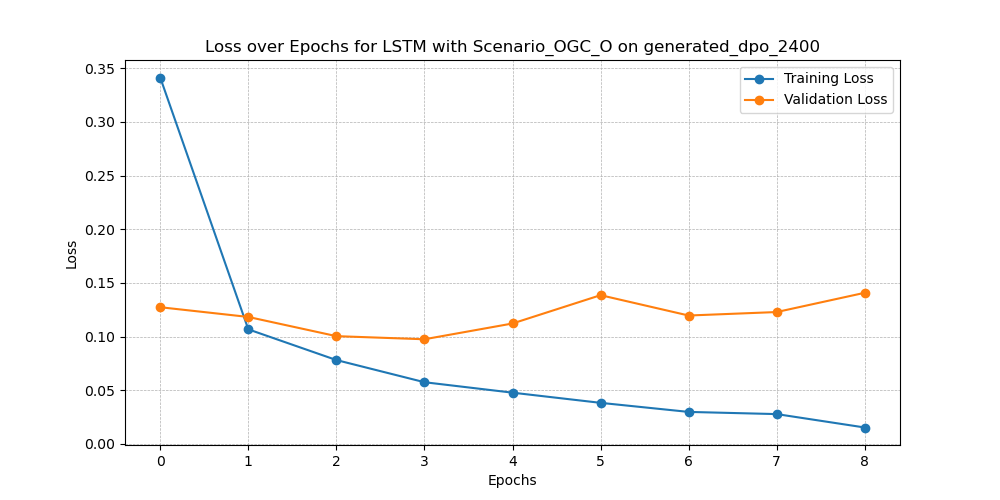 Loss over Epochs for LSTM with Scenario_OGC_O on generated_dpo_2400
Training Loss
Validation Loss
Loss
0.35
0.30
0.25
0.20
0.15
0.10
0.05
0.00
0 1 2 3 4 5 6 7 8
Epochs